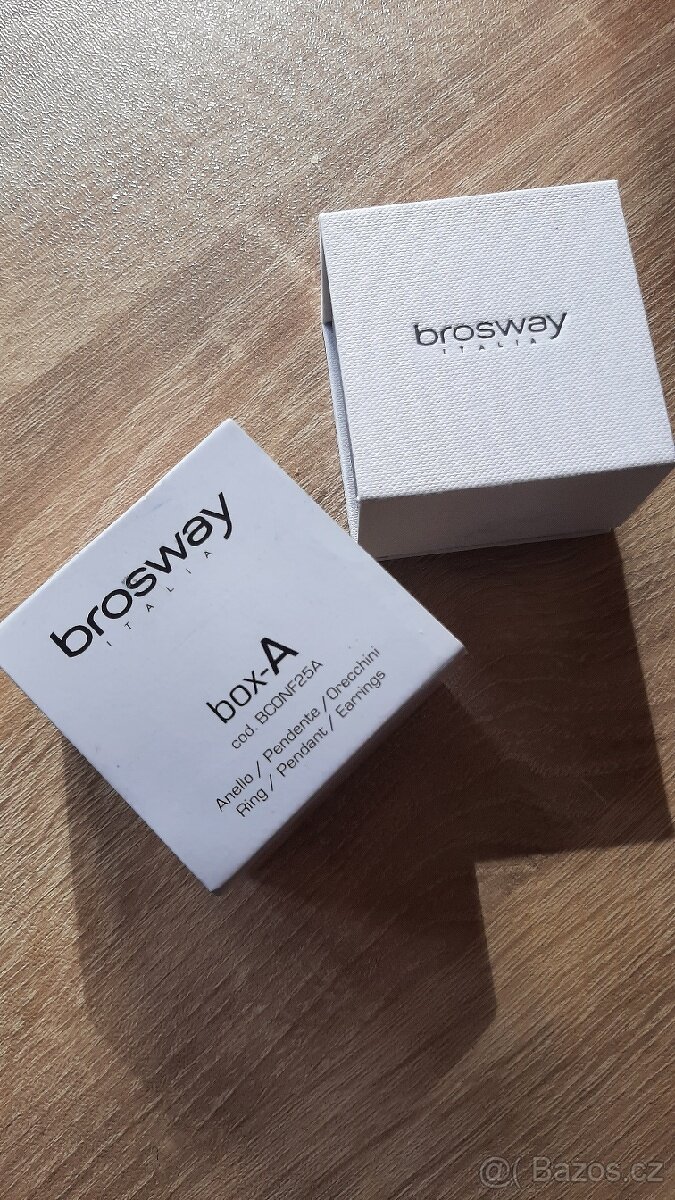 brosway
ITALIA
brosway
ITALIA
box-A
cod. BCONF25A
Anello / Pendente / Orecchini
Ring / Pendant / Earrings
@( Bazos.cz